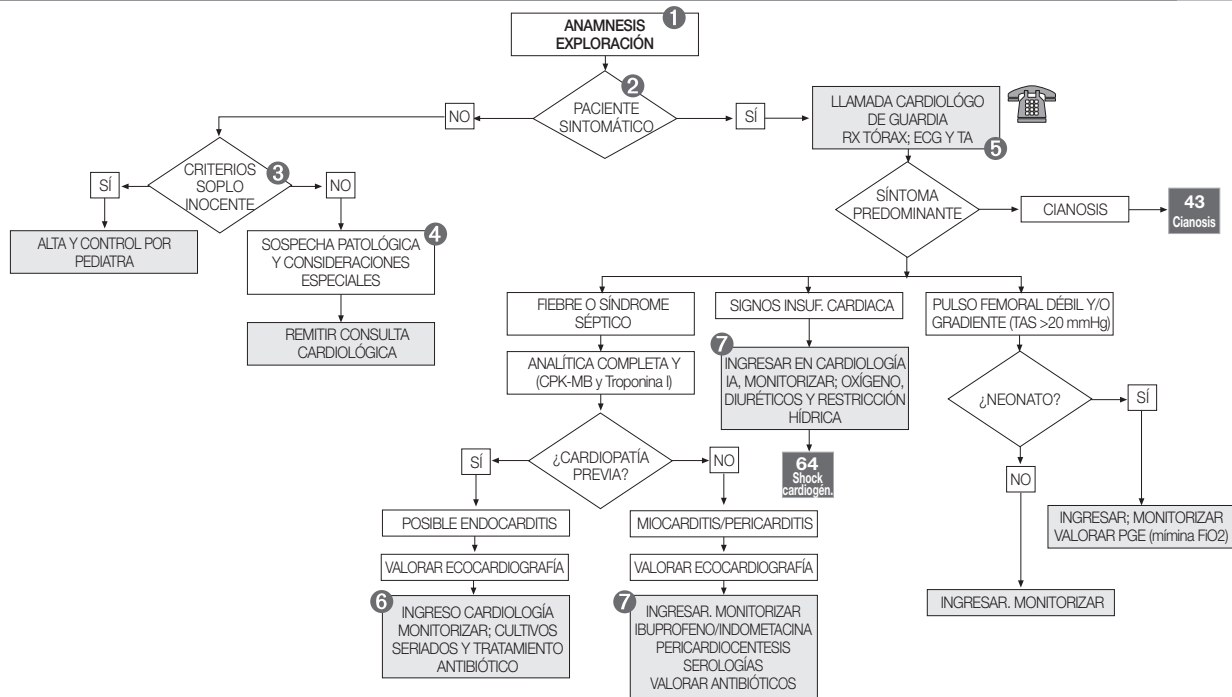 1
ANAMNESIS
EXPLORACIÓN
2
PACIENTE
SINTOMÁTICO
NO
SÍ
LLAMADA CARDIOLÓGO
DE GUARDIA
RX TÓRAX; ECG Y TA
5
CRITERIOS
SOPLO
INOCENTE
3
SÍ
NO
ALTA Y CONTROL POR
PEDIATRA
SOSPECHA PATOLÓGICA
Y CONSIDERACIONES
ESPECIALES
4
REMITIR CONSULTA
CARDIOLÓGICA
SÍNTOMA
PREDOMINANTE
CIANOSIS
43
Cianosis
FIEBRE O SÍNDROME
SÉPTICO
ANALÍTICA COMPLETA Y
(CPK-MB y Troponina I)
¿CARDIOPATÍA
PREVIA?
SÍ
NO
POSIBLE ENDOCARDITIS
VALORAR ECOCARDIOGRAFÍA
6
INGRESO CARDIOLOGÍA
MONITORIZAR; CULTIVOS
SERIADOS Y TRATAMIENTO
ANTIBIÓTICO
MIOCARDITIS/PERICARDITIS
VALORAR ECOCARDIOGRAFÍA
7
INGRESAR. MONITORIZAR
IBUPROFENO/INDOMETACINA
PERICARDIOCENTESIS
SEROLOGÍAS
VALORAR ANTIBIÓTICOS
SIGNOS INSUF. CARDIACA
7
INGRESAR EN CARDIOLOGÍA
IA, MONITORIZAR; OXÍGENO,
DIURÉTICOS Y RESTRICCIÓN
HÍDRICA
64
Shock
cardiogén.
PULSO FEMORAL DÉBIL Y/O
GRADIENTE (TAS >20 mmHg)
¿NEONATO?
SÍ
NO
INGRESAR; MONITORIZAR
VALORAR PGE (mímina FiO2)
INGRESAR. MONITORIZAR